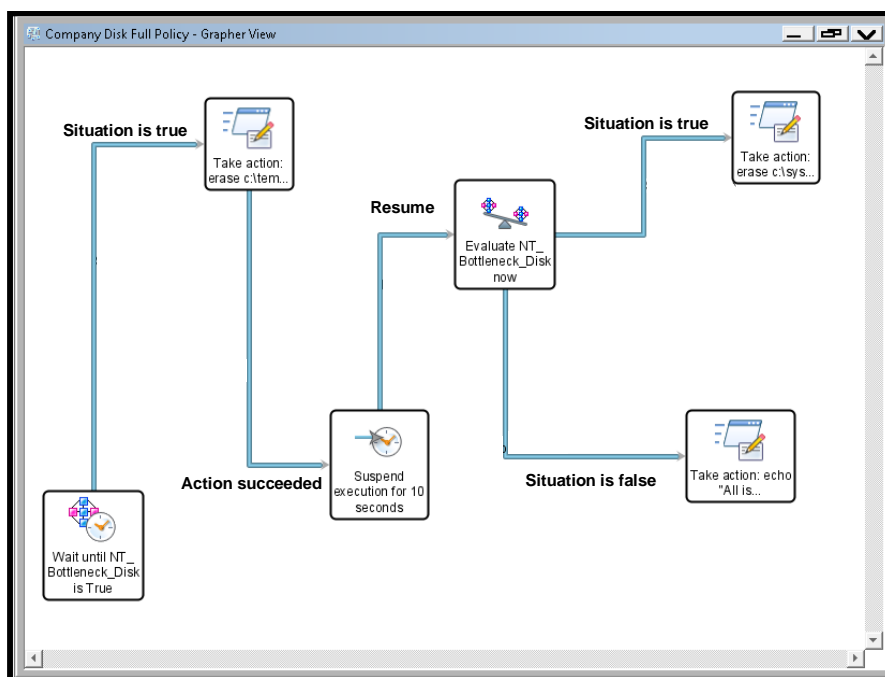 Company Disk Full Policy - Grapher View
Situation is true
Take action:
erase c:\tem...
Situation is true
Take action:
erase c:\sys...
Resume
Evaluate NT_
Bottleneck_Disk
now
Action succeeded
Suspend
execution for 10
seconds
Situation is false
Take action: echo
"All is...
Wait until NT_
Bottleneck_Disk
is True